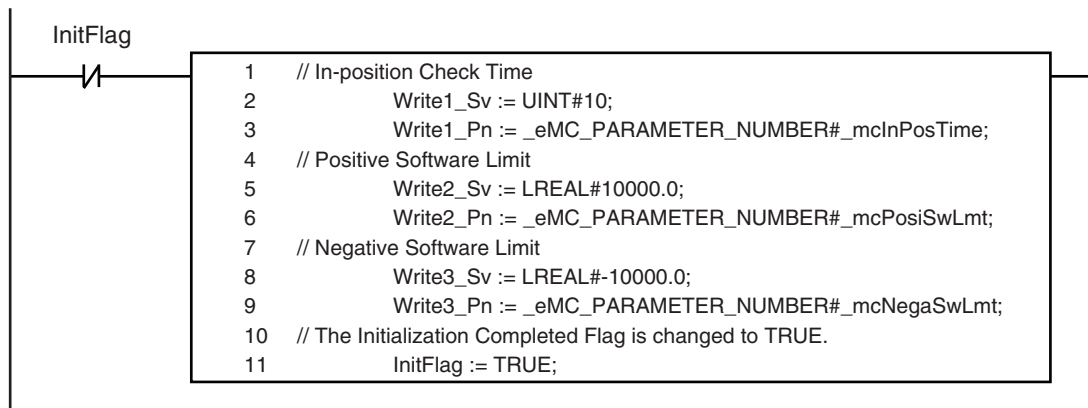 InitFlag
1 // In-position Check Time
2 Write1_Sv := UINT#10;
3 Write1_Pn := _eMC_PARAMETER_NUMBER#_mcInPosTime;
4 // Positive Software Limit
5 Write2_Sv := LREAL#10000.0;
6 Write2_Pn := _eMC_PARAMETER_NUMBER#_mcPosiSwLmt;
7 // Negative Software Limit
8 Write3_Sv := LREAL#-10000.0;
9 Write3_Pn := _eMC_PARAMETER_NUMBER#_mcNegaSwLmt;
10 // The Initialization Completed Flag is changed to TRUE.
11 InitFlag := TRUE;